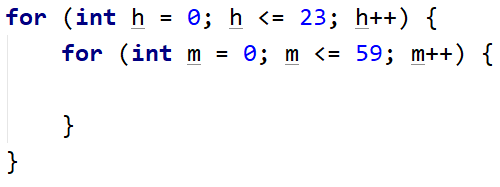 for (int h = 0; h <= 23; h++) {
    for (int m = 0; m <= 59; m++) {
    }
}